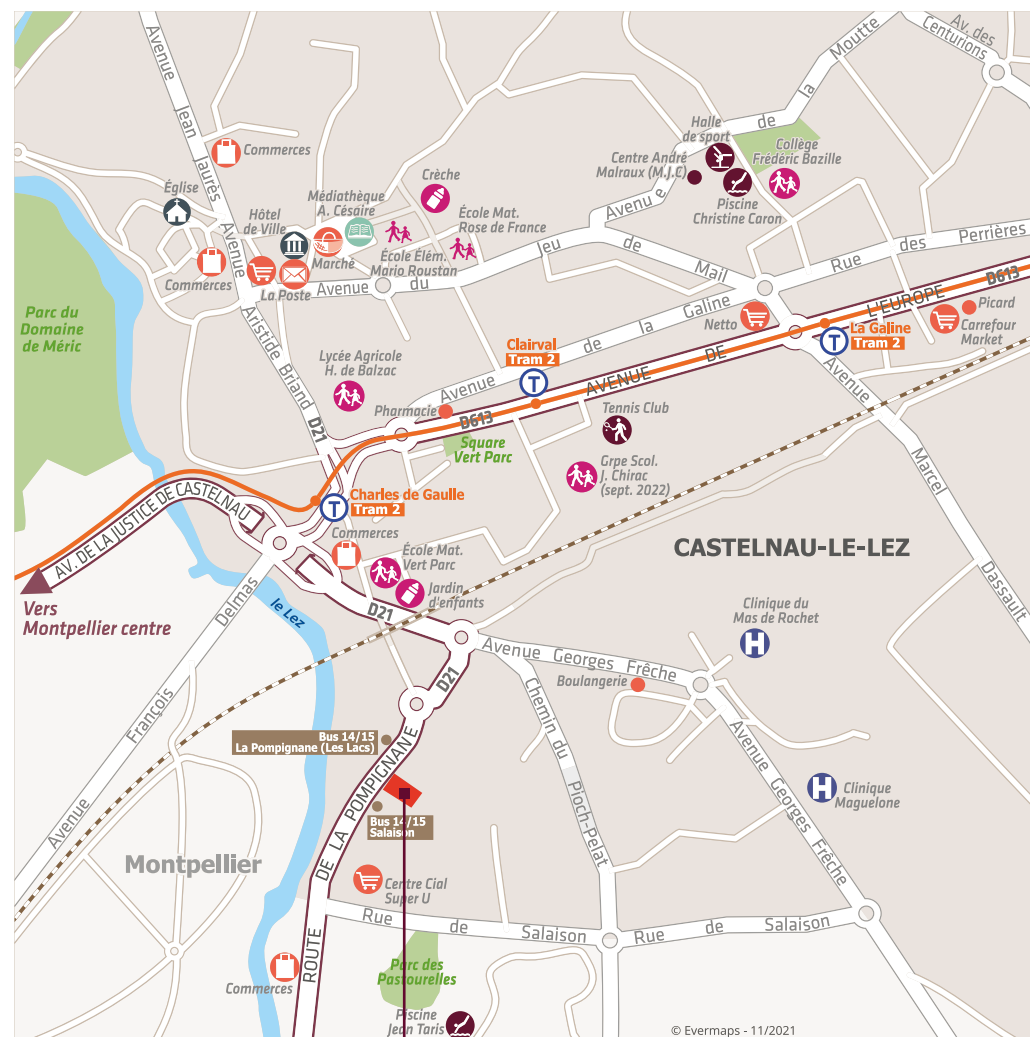 Avenue Jean Jaurès
Avenue du Jeu de Mail
Avenue de la Moutte
Av. des
Centurions
Commerces
Église
Hôtel
de Ville
Médiathèque
A. Césaire
Crèche
École Mat.
Rose de France
École Élém.
Mario Roustan
Marché
La Poste
Commerces
Halle
de sport
Centre André
Malraux (M.J.C)
Collège
Frédéric Bazille
Piscine
Christine Caron
Rue des Perrières
Parc du
Domaine
de Méric
Avenue Aristide Briand
D21
Lycée Agricole
H. de Balzac
Pharmacie
Clairval
Tram 2
Avenue de la Galine
Netto
D613
AVENUE DE L'EUROPE
D613
La Galine
Tram 2
Picard
Carrefour
Market
Square
Vert Parc
Tennis Club
Grpe Scol.
J. Chirac
(sept. 2022)
Avenue Marcel Dassault
Charles de Gaulle
Tram 2
AV. DE LA JUSTICE DE CASTELNAU
Vers
Montpellier centre
Commerces
École Mat.
Vert Parc
Jardin
d'enfants
CASTELNAU-LE-LEZ
le Lez
D21
D21
Avenue François Delmas
Clinique du
Mas de Rochet
H
Avenue Georges Frêche
Boulangerie
Chemin du Pioch-Pelat
Avenue Georges Frêche
Bus 14/15
La Pompignane (Les Lacs)
Bus 14/15
Salaison
H
Clinique
Maguelone
Montpellier
ROUTE DE LA POMPIGNANE
Centre Cial
Super U
Rue de Salaison
Rue de Salaison
Commerces
Parc des
Pastourelles
Piscine
Jean Taris
T
T
T
© Evermaps - 11/2021